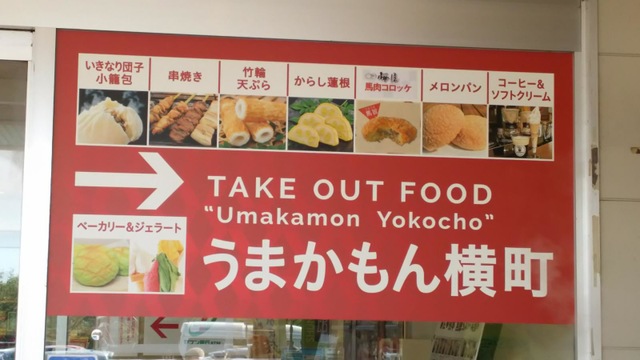 いきなり団子
小籠包
串焼き
竹輪
天ぷら
からし蓮根
馬肉コロッケ
メロンパン
コーヒー&
ソフトクリーム
TAKE OUT FOOD
"Umakamon Yokocho"
ベーカリー&ジェラート
うまかもん横町